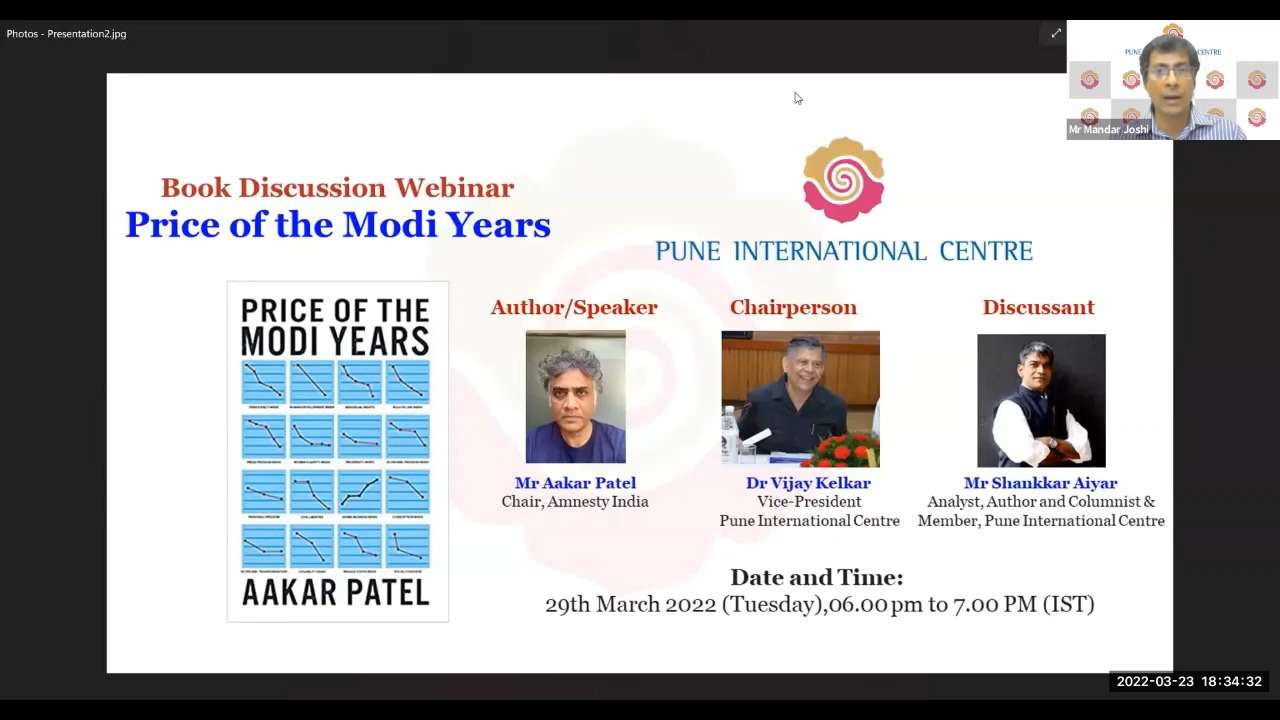 Photos - Presentation2.jpg
PUNE CENTRE
Mr Mandar Joshi
Book Discussion Webinar
Price of the Modi Years
PUNE INTERNATIONAL CENTRE
PRICE OF THE
MODI YEARS
AAKAR PATEL
Author/Speaker
Mr Aakar Patel
Chair, Amnesty India
Chairperson
Dr Vijay Kelkar
Vice-President
Pune International Centre
Discussant
Mr Shankkar Aiyar
Analyst, Author and Columnist &
Member, Pune International Centre
Date and Time:
29th March 2022 (Tuesday),06.00 pm to 7.00 PM (IST)
2022-03-23 18:34:32